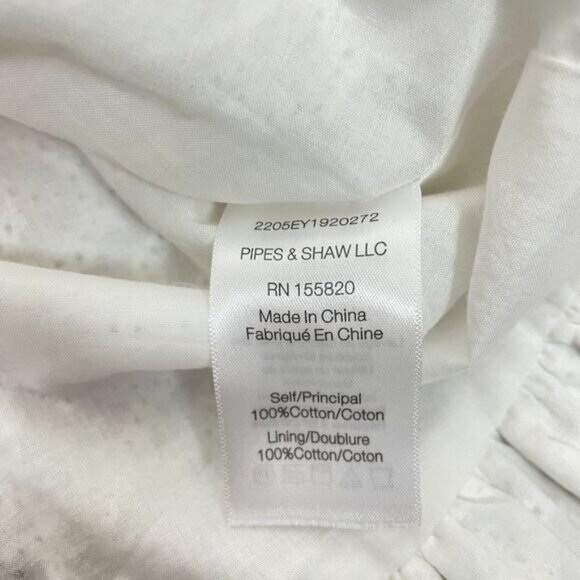 2205EY1920272
PIPES & SHAW LLC
RN 155820
Made In China
Fabriqué En Chine
Self/Principal
100%Cotton/Coton
Lining/Doublure
100%Cotton/Coton